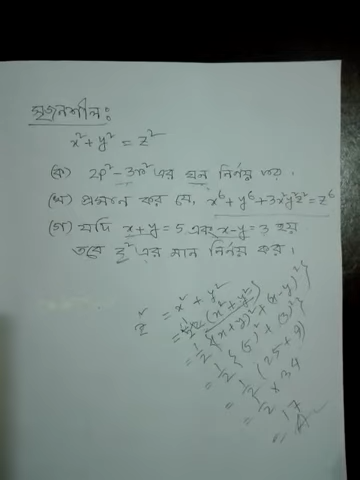 সৃজনশীল:
x² + y² = z²
(ক) 2p² - 3r² এর ঘন নির্ণয় কর।
(খ) প্রমাণ কর যে, x⁶ + y⁶ + 3x²y²z² = z⁶
(গ) যদি x+y = 5 এবং x-y = 3 হয়
তবে z² এর মান নির্ণয় কর।
z² = x² + y²
= ½ {(x+y)² + (x-y)²}
= ½ {(5)² + (3)²}
= ½ (25 + 9)
= ½ × 34
= 17